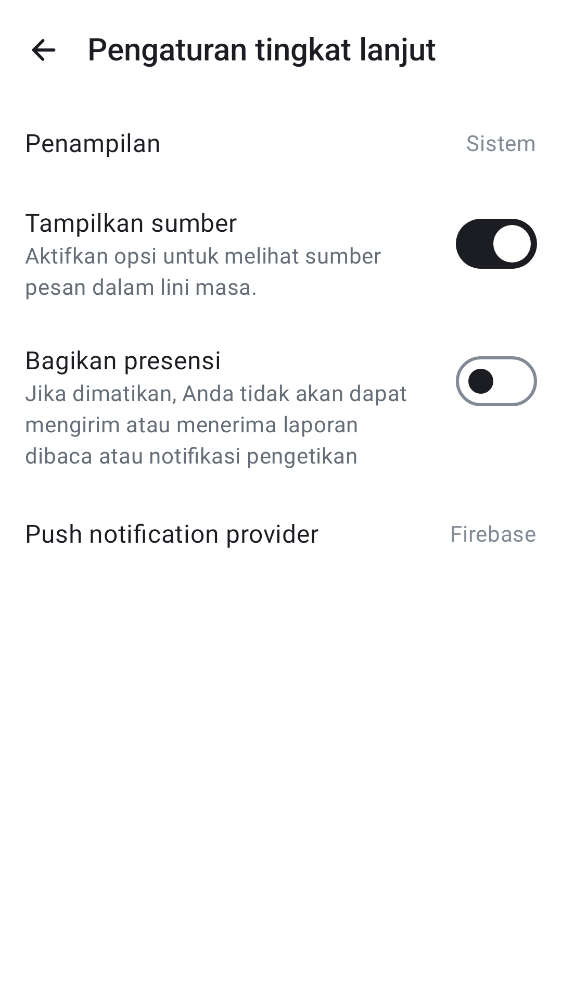 Pengaturan tingkat lanjut
Penampilan
Sistem
Tampilkan sumber
Aktifkan opsi untuk melihat sumber
pesan dalam lini masa.
Bagikan presensi
Jika dimatikan, Anda tidak akan dapat
mengirim atau menerima laporan
dibaca atau notifikasi pengetikan
Push notification provider
Firebase